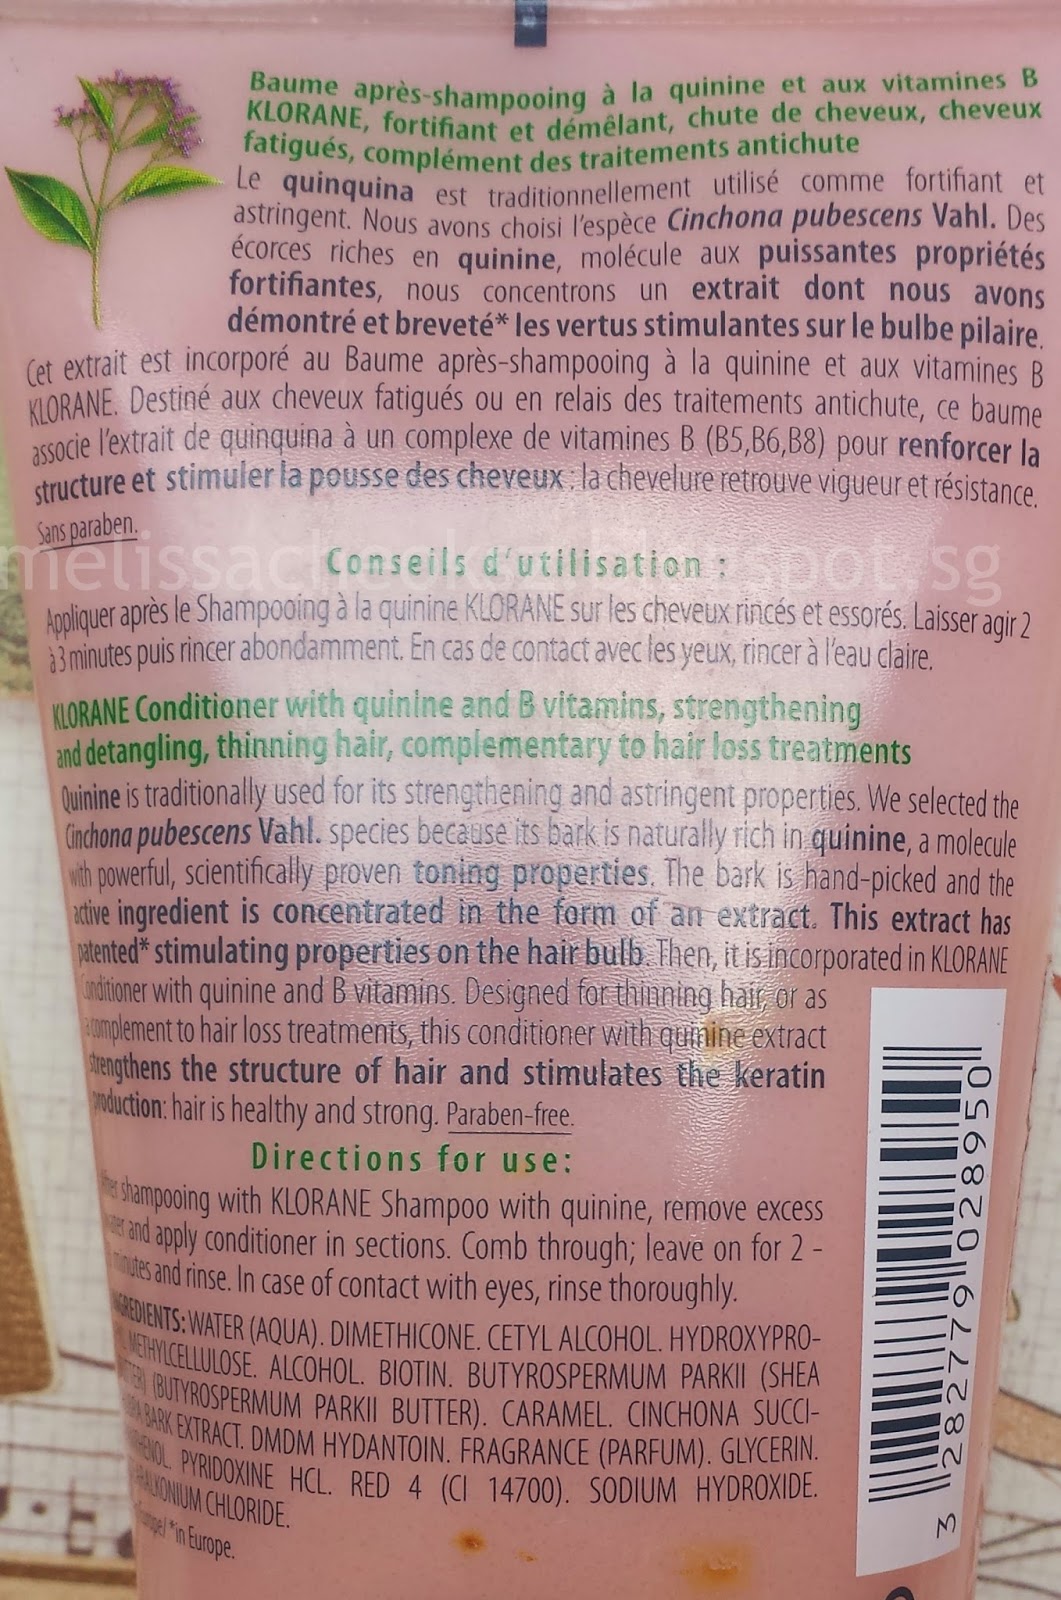 Baume après-shampooing à la quinine et aux vitamines B
KLORANE, fortifiant et démêlant, chute de cheveux, cheveux
fatigués, complément des traitements antichute
Le quinquina est traditionnellement utilisé comme fortifiant et
astringent. Nous avons choisi l'espèce Cinchona pubescens Vahl. Des
écorces riches en quinine, molécule aux puissantes propriétés
fortifiantes, nous concentrons un extrait dont nous avons
démontré et breveté* les vertus stimulantes sur le bulbe pilaire.
Cet extrait est incorporé au Baume après-shampooing à la quinine et aux vitamines B
KLORANE. Destiné aux cheveux fatigués ou en relais des traitements antichute, ce baume
associe l'extrait de quinquina à un complexe de vitamines B (B5,B6,B8) pour renforcer la
structure et stimuler la pousse des cheveux : la chevelure retrouve vigueur et résistance.
Sans paraben.
Conseils d'utilisation :
Appliquer après le Shampooing à la quinine KLORANE sur les cheveux rincés et essorés. Laisser agir 2
à 3 minutes puis rincer abondamment. En cas de contact avec les yeux, rincer à l'eau claire.
KLORANE Conditioner with quinine and B vitamins, strengthening
and detangling, thinning hair, complementary to hair loss treatments
Quinine is traditionally used for its strengthening and astringent properties. We selected the
Cinchona pubescens Vahl. species because its bark is naturally rich in quinine, a molecule
with powerful, scientifically proven toning properties. The bark is hand-picked and the
active ingredient is concentrated in the form of an extract. This extract has
patented* stimulating properties on the hair bulb. Then, it is incorporated in KLORANE
Conditioner with quinine and B vitamins. Designed for thinning hair, or as
a complement to hair loss treatments, this conditioner with quinine extract
strengthens the structure of hair and stimulates the keratin
production: hair is healthy and strong. Paraben-free.
Directions for use:
After shampooing with KLORANE Shampoo with quinine, remove excess
water and apply conditioner in sections. Comb through; leave on for 2 -
minutes and rinse. In case of contact with eyes, rinse thoroughly.
INGREDIENTS: WATER (AQUA). DIMETHICONE. CETYL ALCOHOL. HYDROXYPRO-
METHYLCELLULOSE. ALCOHOL. BIOTIN. BUTYROSPERMUM PARKII (SHEA
BUTTER) (BUTYROSPERMUM PARKII BUTTER). CARAMEL. CINCHONA SUCCI-
BARK EXTRACT. DMDM HYDANTOIN. FRAGRANCE (PARFUM). GLYCERIN.
PYRIDOXINE HCL. RED 4 (CI 14700). SODIUM HYDROXIDE.
CHLORIDE.
*in Europe.
3 282779 028950